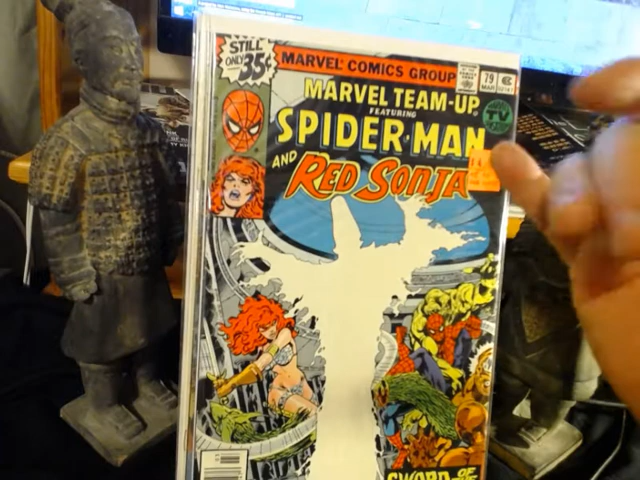 STILL
ONLY 35¢
MARVEL COMICS GROUP
79
MAR
MARVEL TEAM-UP
FEATURING
TV
SPIDER-MAN
AND
RED SONJA
SWORD OF